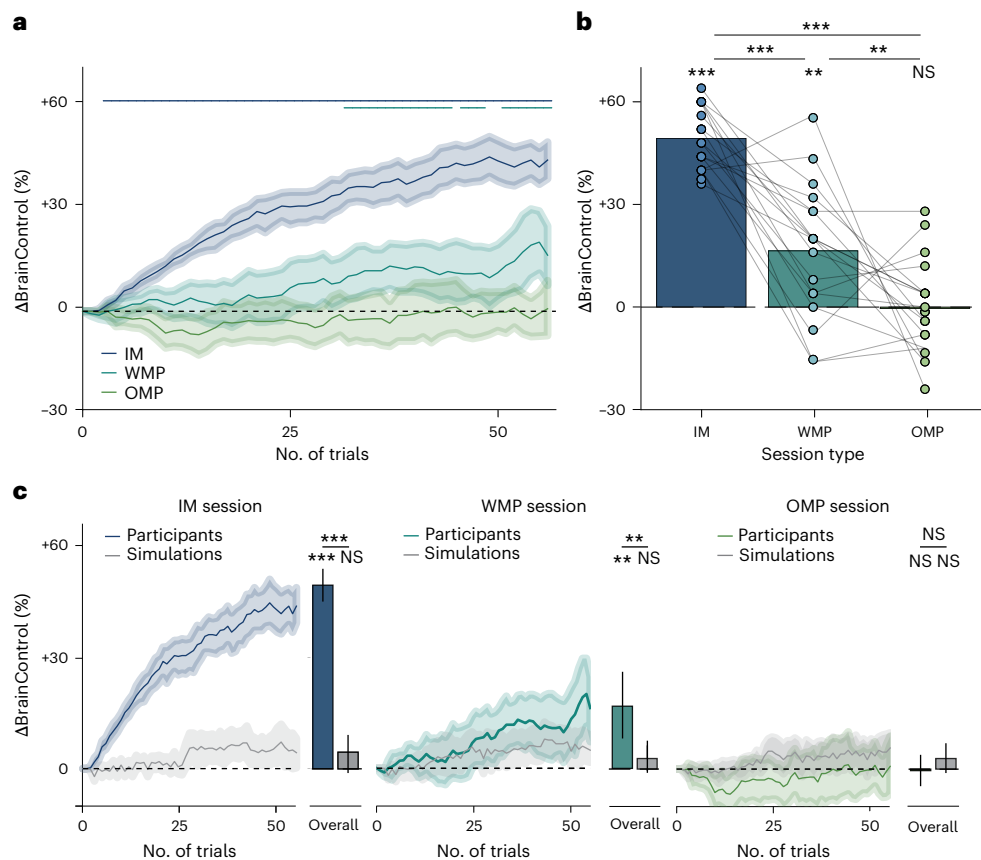 a
ΔBrainControl (%)
+60
+30
0
−30
IM
WMP
OMP
0 25 50
No. of trials
b
***
*** **
*** ** NS
ΔBrainControl (%)
+60
+30
0
−30
IM WMP OMP
Session type
c
IM session
ΔBrainControl (%)
+60
+30
0
Participants
Simulations
***
*** NS
0 25 50
Overall
No. of trials
WMP session
Participants
Simulations
**
** NS
0 25 50
Overall
No. of trials
OMP session
Participants
Simulations
NS
NS NS
0 25 50
Overall
No. of trials